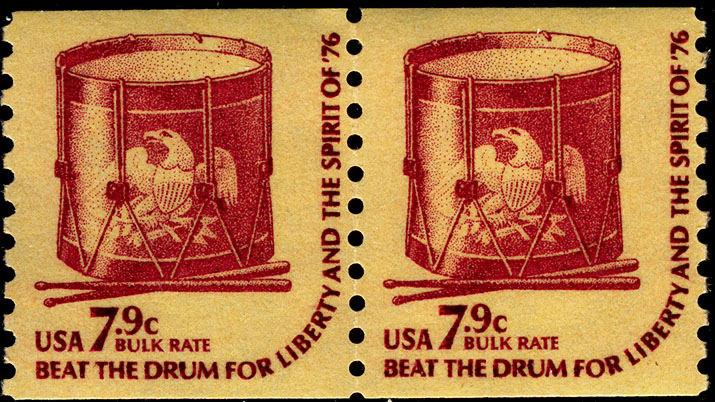 USA 7.9c
BULK RATE
BEAT THE DRUM FOR LIBERTY AND THE SPIRIT OF '76
USA 7.9c
BULK RATE
BEAT THE DRUM FOR LIBERTY AND THE SPIRIT OF '76